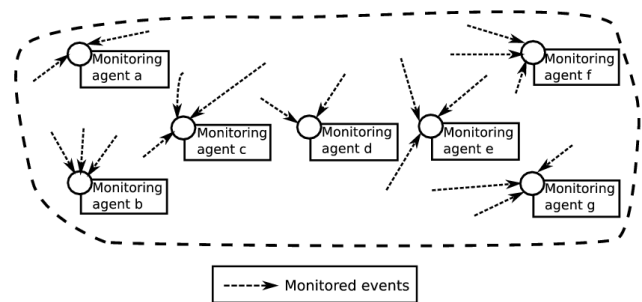 Monitoring
agent a
Monitoring
agent f
Monitoring
agent c
Monitoring
agent d
Monitoring
agent e
Monitoring
agent b
Monitoring
agent g
Monitored events